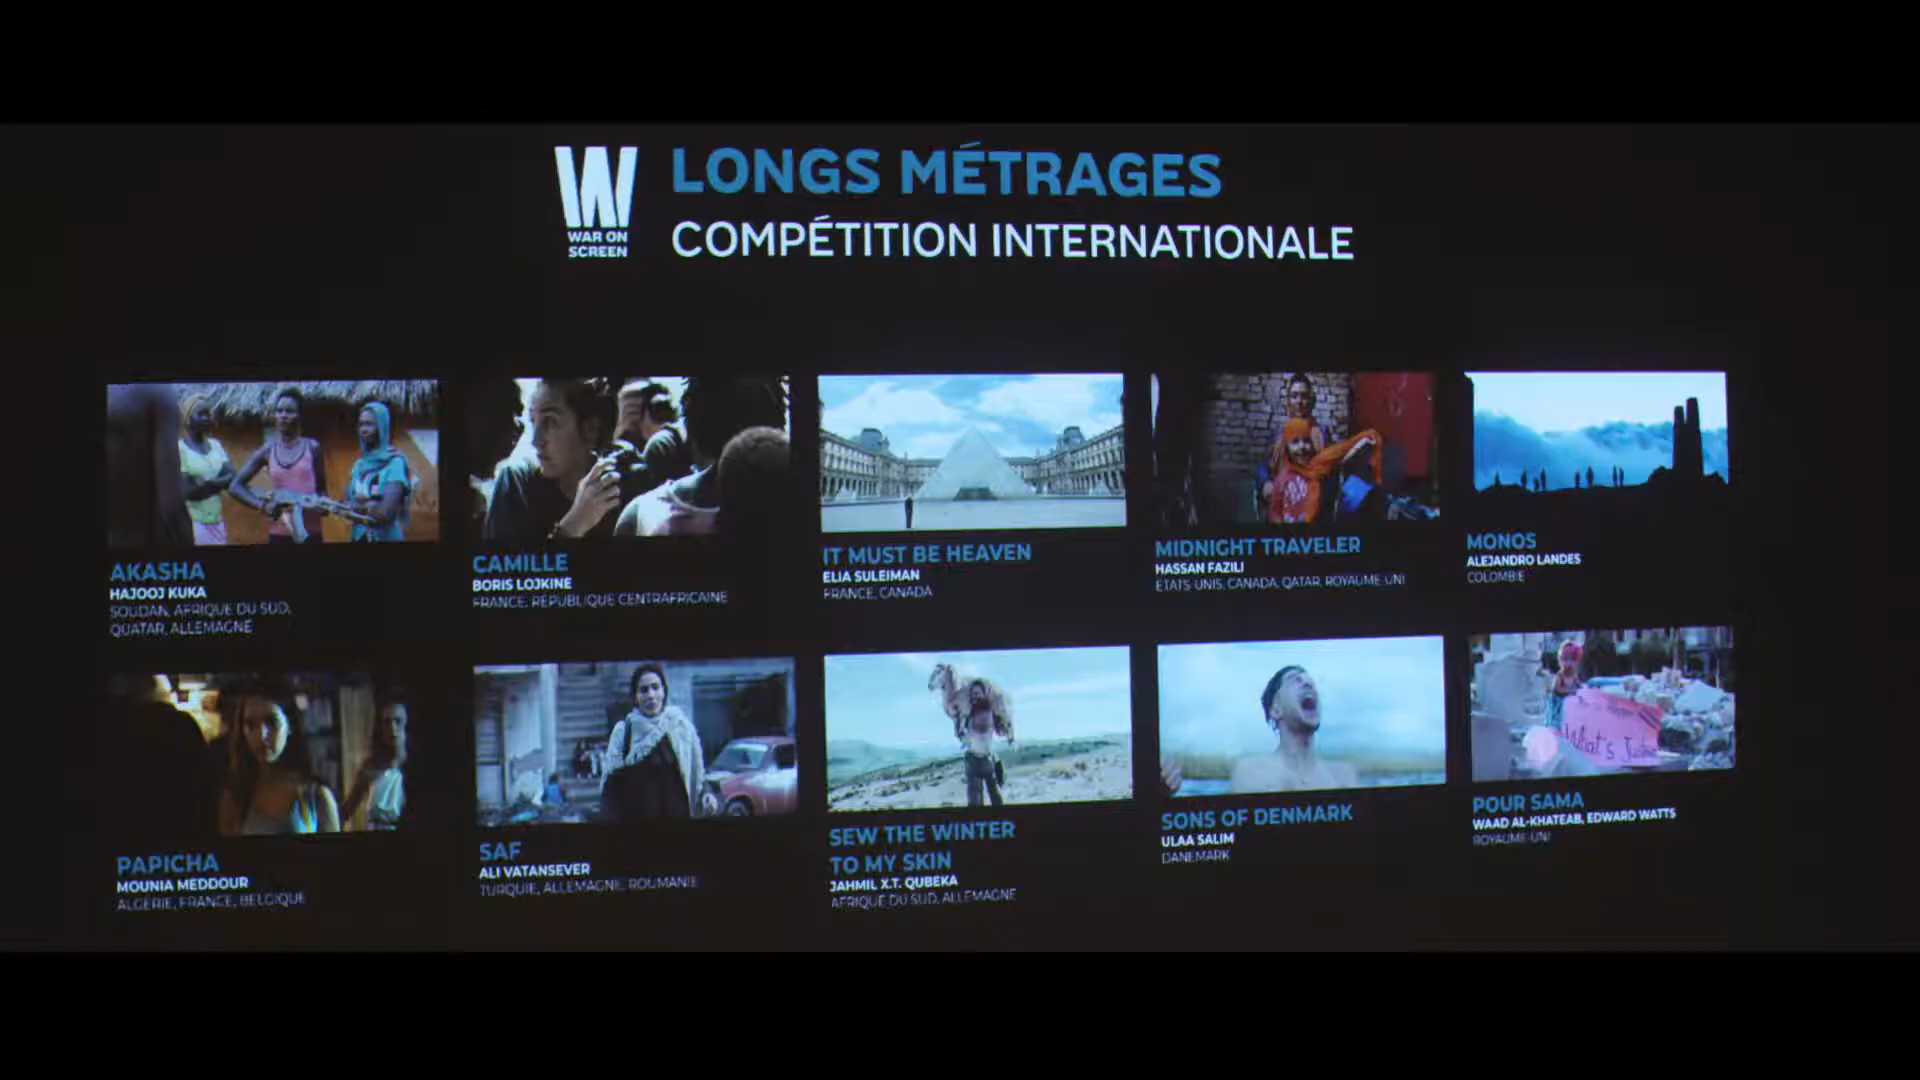 WAR ON
SCREEN
LONGS MÉTRAGES
COMPÉTITION INTERNATIONALE
AKASHA
HAJOOJ KUKA
SOUDAN, AFRIQUE DU SUD,
QUATAR, ALLEMAGNE
CAMILLE
BORIS LOJKINE
FRANCE, RÉPUBLIQUE CENTRAFRICAINE
IT MUST BE HEAVEN
ELIA SULEIMAN
FRANCE, CANADA
MIDNIGHT TRAVELER
HASSAN FAZILI
ÉTATS-UNIS, CANADA, QATAR, ROYAUME-UNI
MONOS
ALEJANDRO LANDES
COLOMBIE
PAPICHA
MOUNIA MEDDOUR
ALGÉRIE, FRANCE, BELGIQUE
SAF
ALI VATANSEVER
TURQUIE, ALLEMAGNE, ROUMANIE
SEW THE WINTER
TO MY SKIN
JAHMIL X.T. QUBEKA
AFRIQUE DU SUD, ALLEMAGNE
SONS OF DENMARK
ULAA SALIM
DANEMARK
What's
POUR SAMA
WAAD AL-KHATEAB, EDWARD WATTS
ROYAUME-UNI